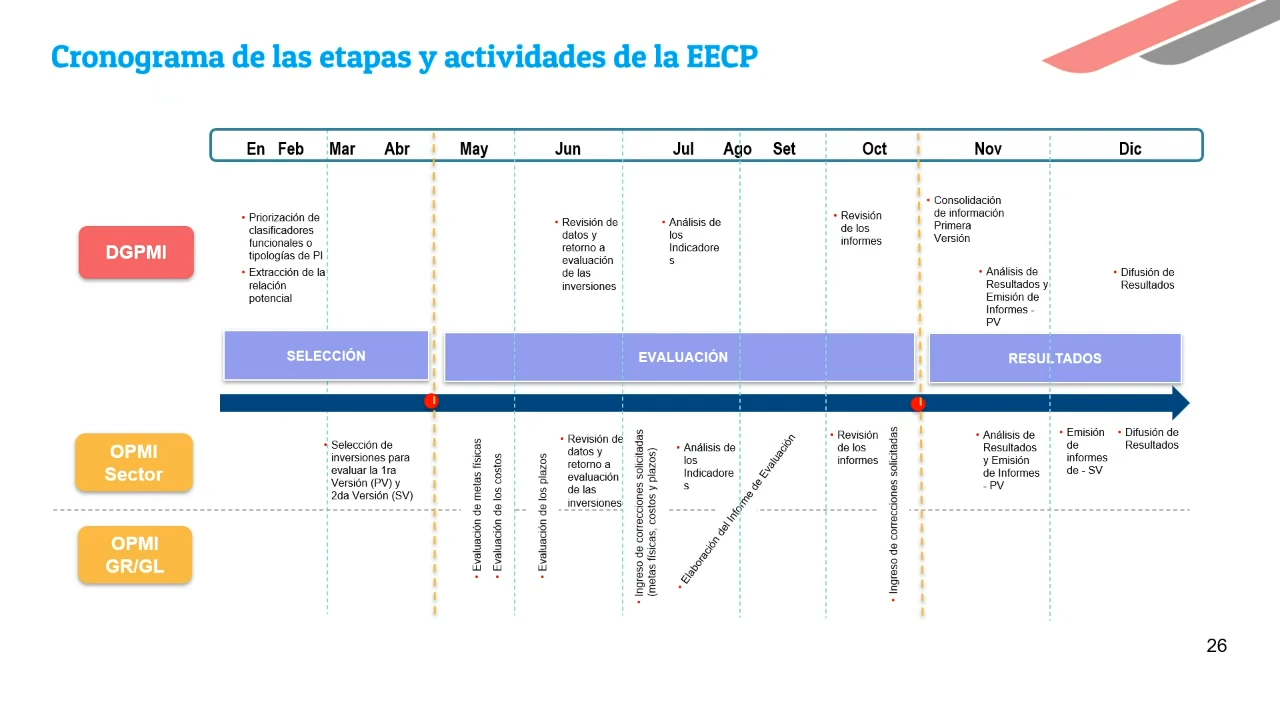 Cronograma de las etapas y actividades de la EECP
En Feb Mar Abr May Jun Jul Ago Set Oct Nov Dic
DGPMI
• Priorización de
clasificadores
funcionales o
tipologías de PI
• Extracción de la
relación
potencial
• Revisión de
datos y
retorno a
evaluación
de las
inversiones
• Análisis de
los
Indicadore
s
• Revisión
de los
informes
• Consolidación
de información
Primera
Versión
• Análisis de
Resultados y
Emisión de
Informes -
PV
• Difusión de
Resultados
SELECCIÓN
EVALUACIÓN
RESULTADOS
OPMI
Sector
• Selección de
inversiones para
evaluar la 1ra
Versión (PV) y
2da Versión (SV)
• Evaluación de metas físicas
• Evaluación de los costos
• Evaluación de los plazos
• Revisión de
datos y
retorno a
evaluación
de las
inversiones
• Ingreso de correcciones solicitadas
(metas físicas, costos y plazos)
• Análisis de
los
Indicadore
s
• Elaboración del Informe de Evaluación
• Revisión
de los
informes
• Ingreso de correcciones solicitadas
• Análisis de
Resultados
y Emisión
de Informes
- PV
• Emisión
de
informes
de - SV
• Difusión de
Resultados
OPMI
GR/GL
26